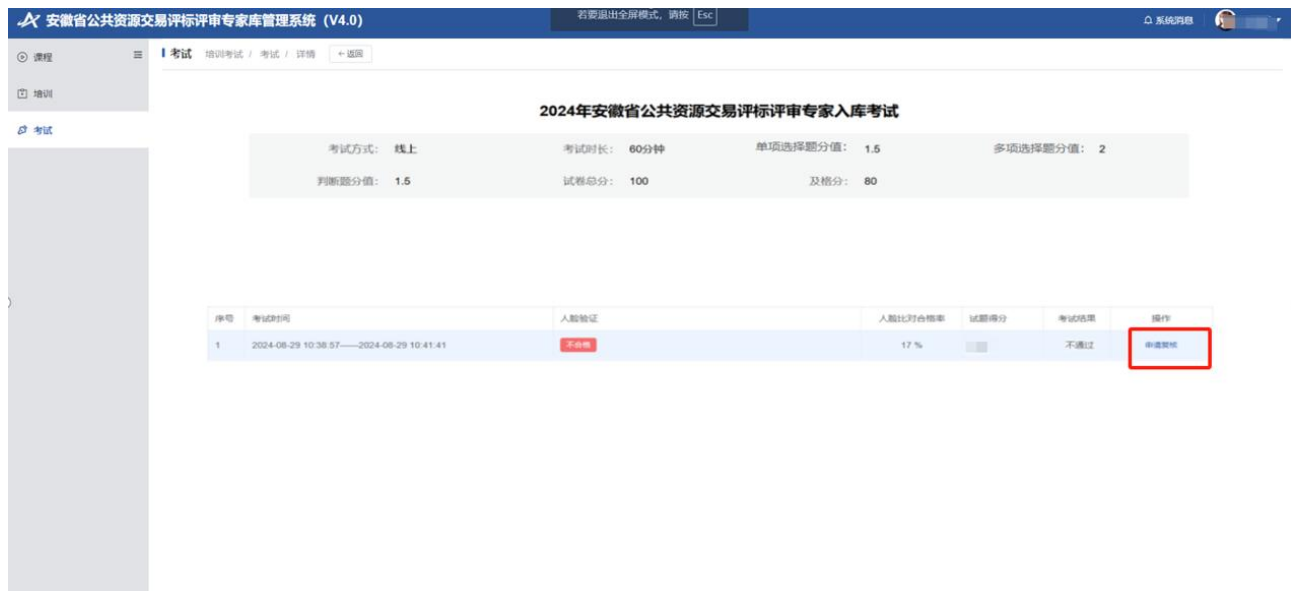 安徽省公共资源交易评标评审专家库管理系统（V4.0） 若要退出全屏模式，请按 Esc 系统消息
课程 考试 培训考试 / 考试 / 详情 ←返回
培训
考试
2024年安徽省公共资源交易评标评审专家入库考试
考试方式： 线上 考试时长： 60分钟 单项选择题分值： 1.5 多项选择题分值： 2
判断题分值： 1.5 试卷总分： 100 及格分： 80
序号 考试时间 人脸验证 人脸比对合格率 试题得分 考试结果 操作
1 2024-08-29 10:38:57——2024-08-29 10:41:41 不合格 17 % 不通过 申请复核